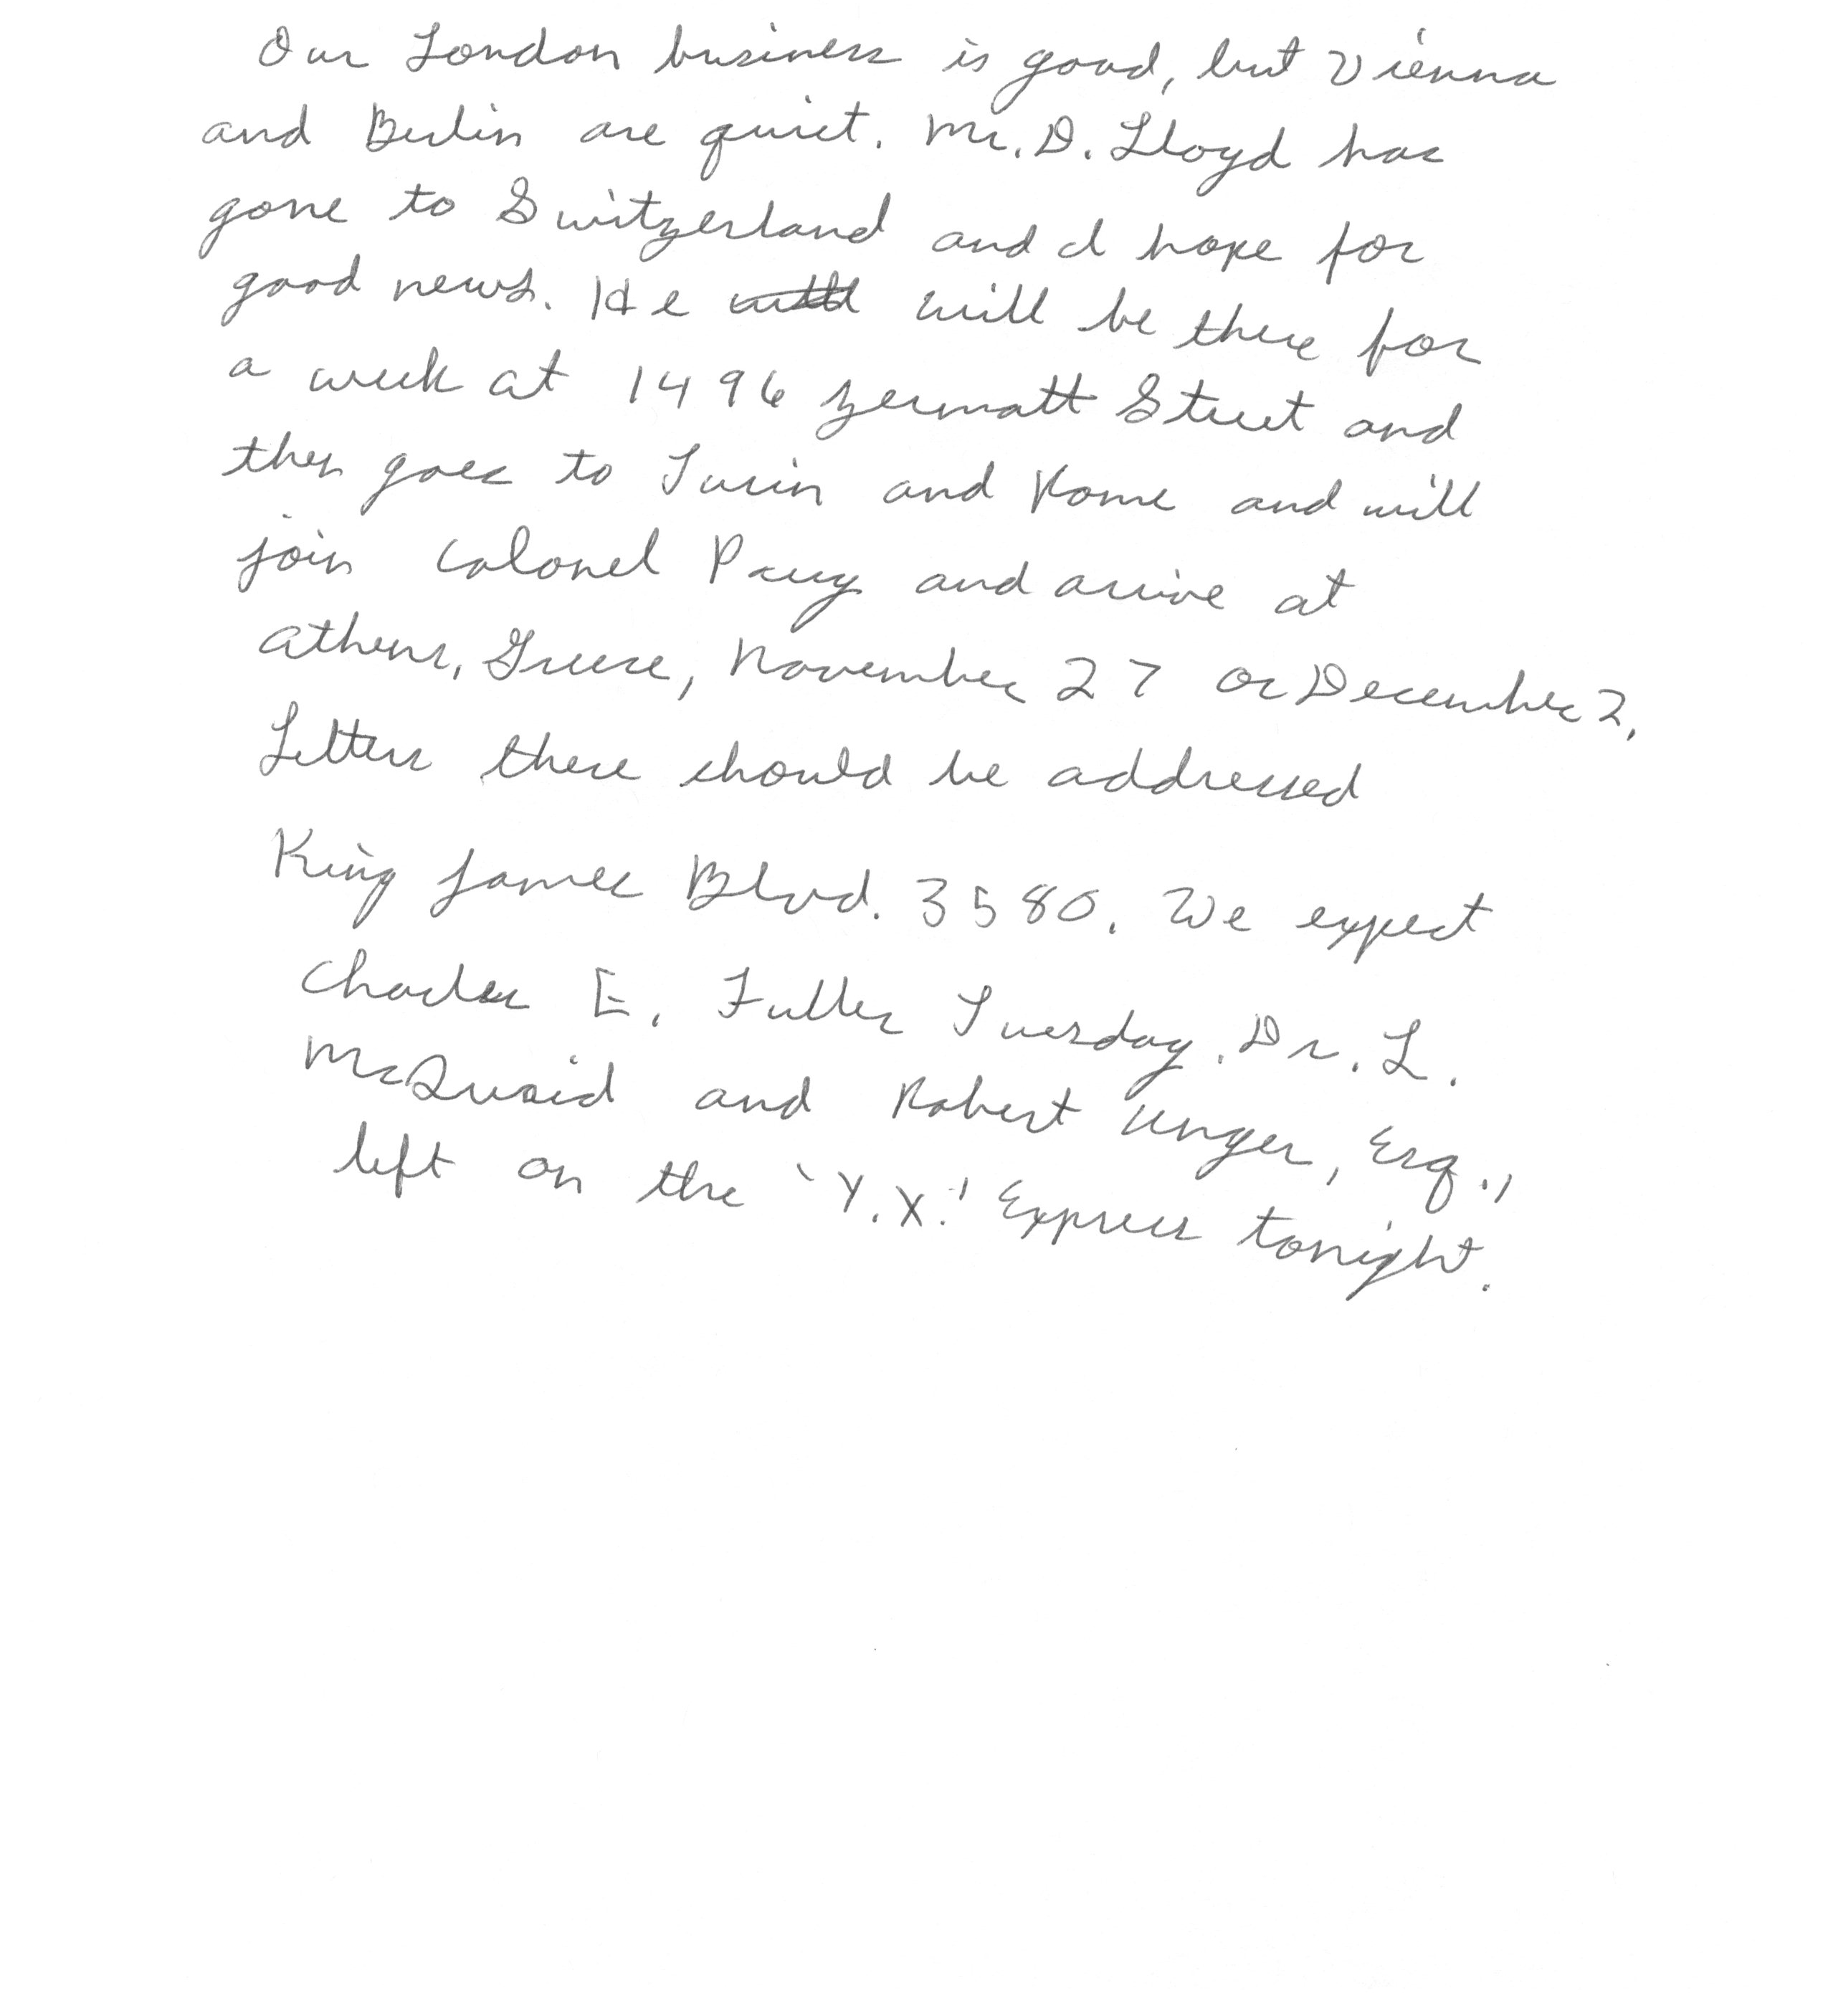 Our London business is good, but Vienna
and Berlin are quiet. Mr. D. Lloyd has
gone to Switzerland and I hope for
good news. He will will be there for
a week at 1496 Zermatt Street and
then goes to Turin and Rome and will
join Colonel Parry and arrive at
Athens, Greece, November 27 or December 2.
Letters there should be addressed
King James Blvd. 3580. We expect
Charles E. Fuller Tuesday. Dr. L.
McQuaid and Robert Unger, Esq.,
left on the 'Y.X.' Express tonight.